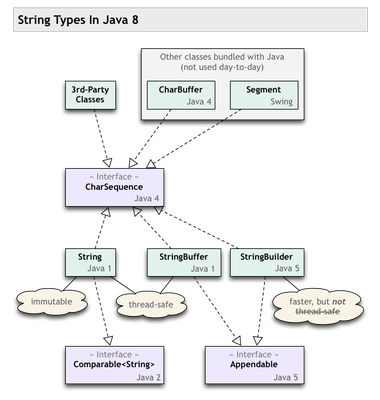 String Types In Java 8
Other classes bundled with Java
(not used day-to-day)
3rd-Party
Classes
CharBuffer
Java 4
Segment
Swing
« Interface »
CharSequence
Java 4
String
Java 1
StringBuffer
Java 1
StringBuilder
Java 5
immutable
thread-safe
faster, but not
thread-safe
« Interface »
Comparable<String>
Java 2
« Interface »
Appendable
Java 5